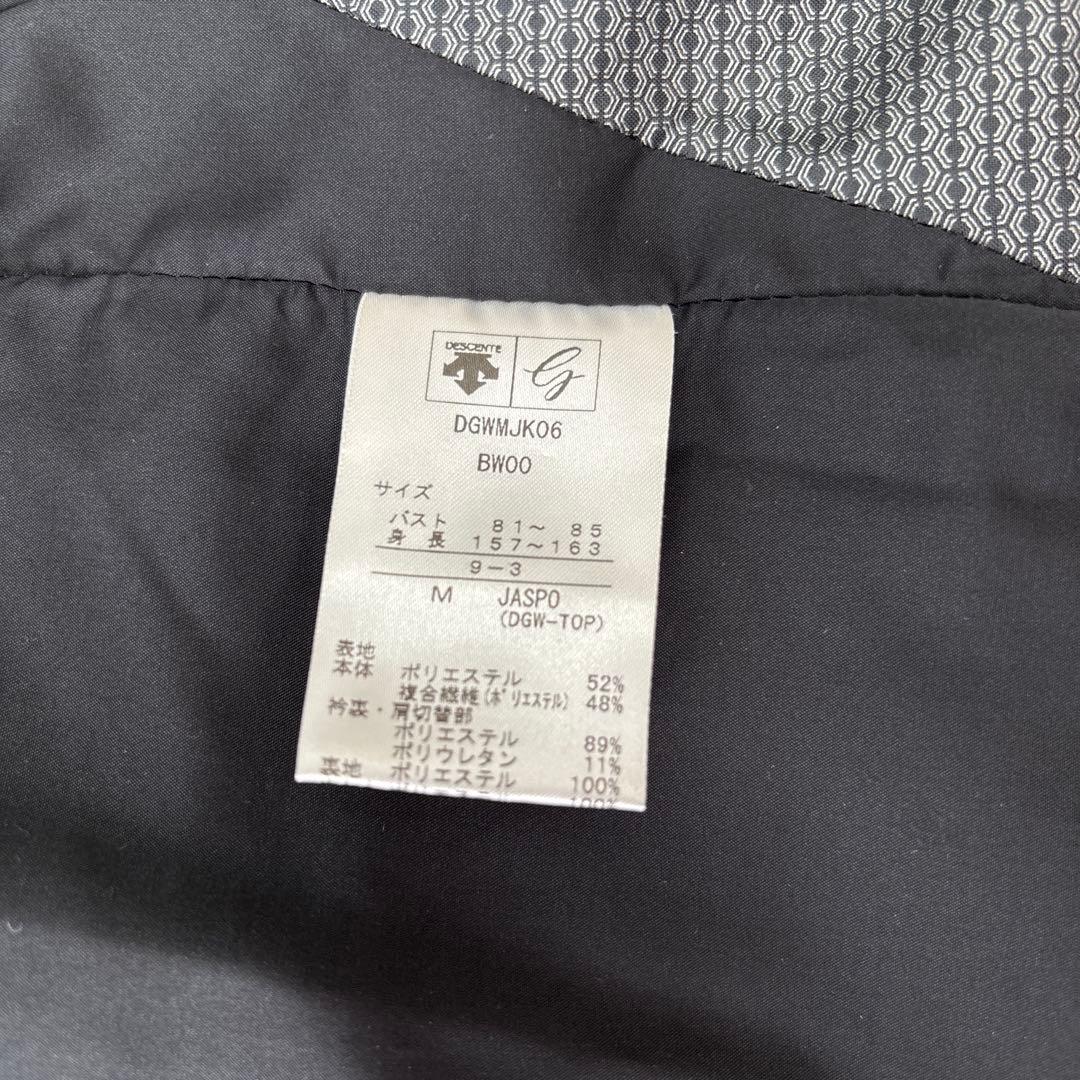 DESCENTE
G
DGWMJK06
BW00
サイズ
バスト 81～ 85
身長 157～163
9-3
M JASPO
(DGW-TOP)
表地
本体 ポリエステル 52%
複合繊維(ﾎﾟﾘｴｽﾃﾙ) 48%
衿裏・肩切替部
ポリエステル 89%
ポリウレタン 11%
表地 ポリエステル 100%
100%